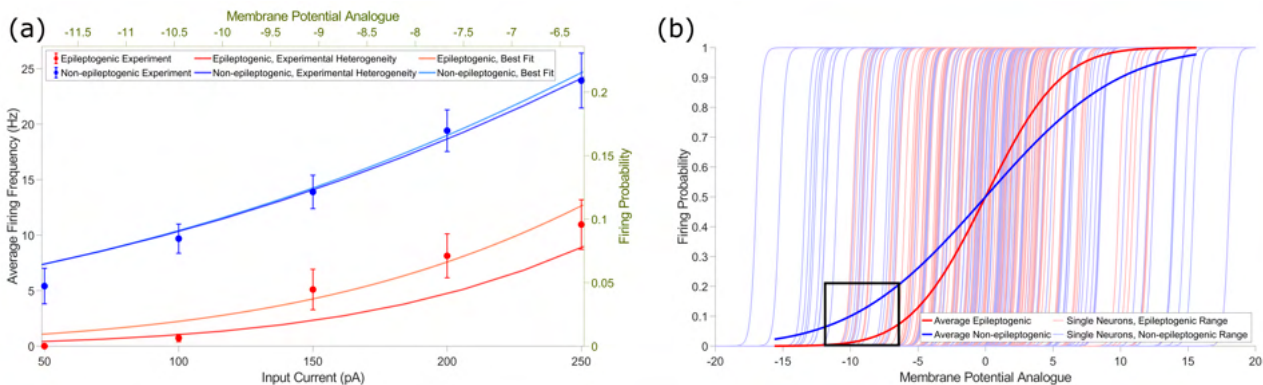 (a)
Membrane Potential Analogue
-11.5 -11 -10.5 -10 -9.5 -9 -8.5 -8 -7.5 -7 -6.5
Epileptogenic Experiment Epileptogenic, Experimental Heterogeneity Epileptogenic, Best Fit
Non-epileptogenic Experiment Non-epileptogenic, Experimental Heterogeneity Non-epileptogenic, Best Fit
Average Firing Frequency (Hz)
25
20
15
10
5
0
0.2
0.15
0.1
0.05
0
Firing Probability
50 100 150 200 250
Input Current (pA)
(b)
Firing Probability
1
0.9
0.8
0.7
0.6
0.5
0.4
0.3
0.2
0.1
0
Average Epileptogenic Single Neurons, Epileptogenic Range
Average Non-epileptogenic Single Neurons, Non-epileptogenic Range
-20 -15 -10 -5 0 5 10 15 20
Membrane Potential Analogue